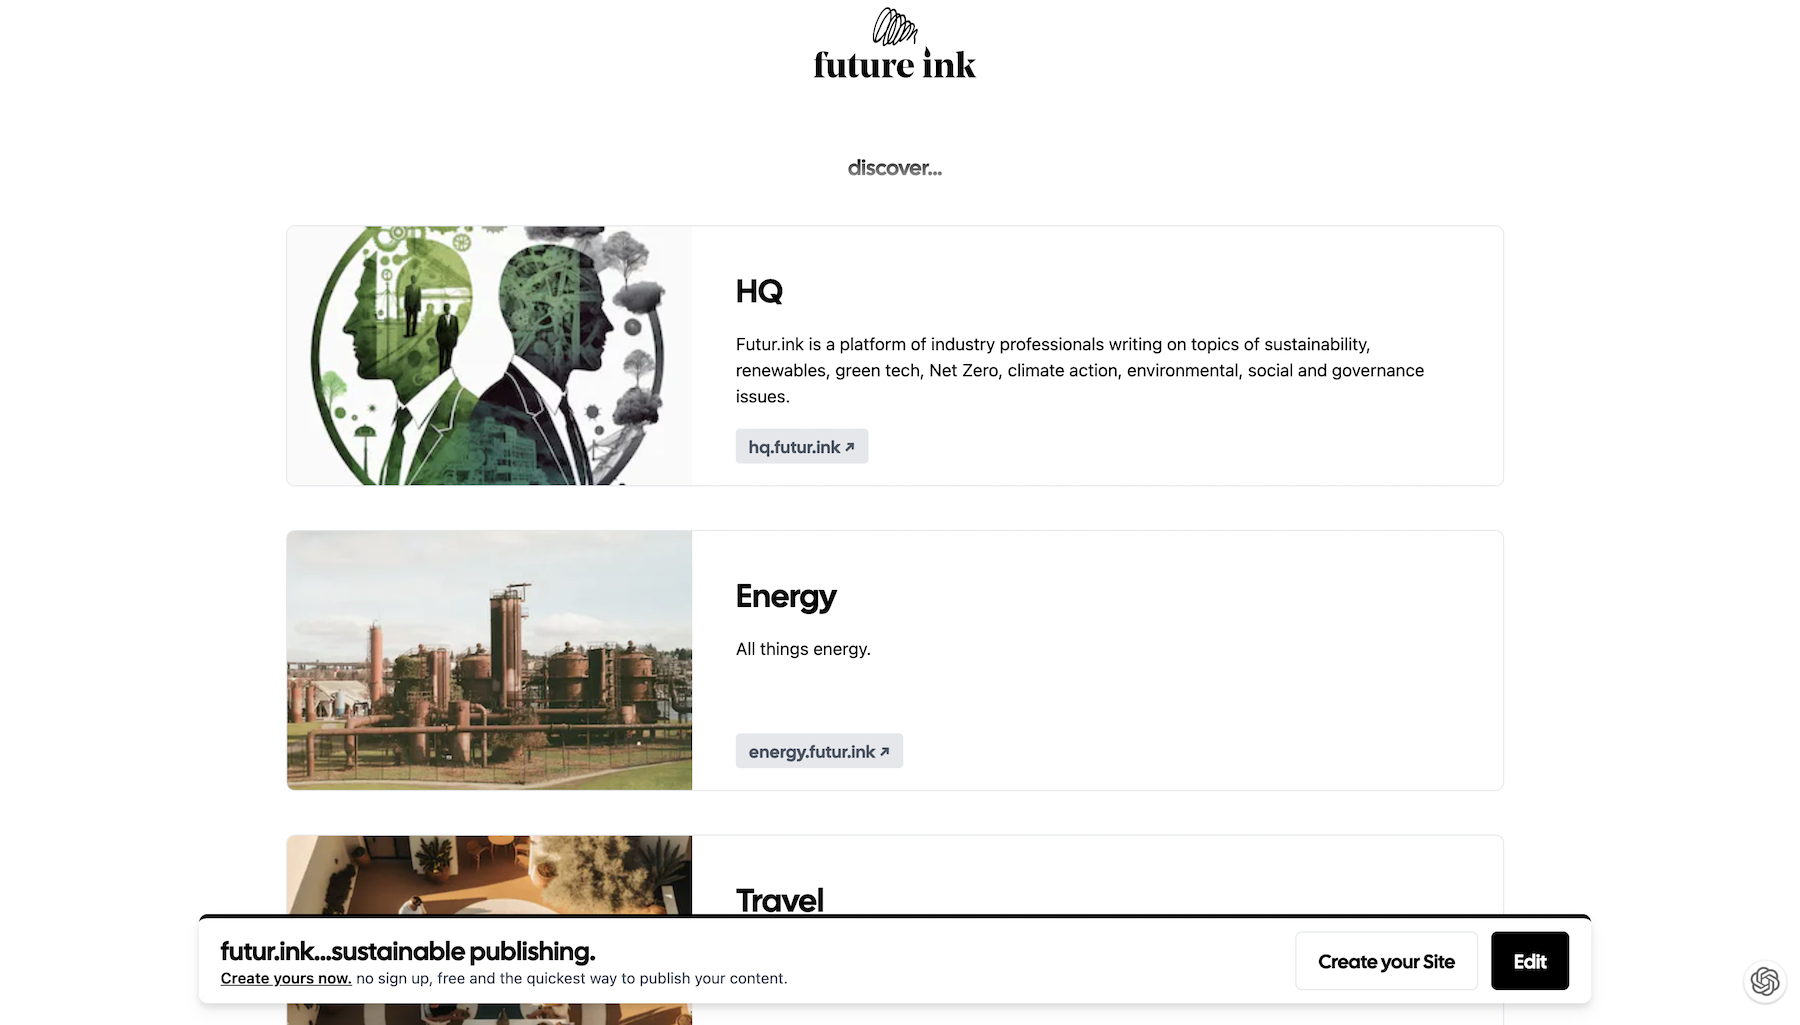 future ink
discover...
HQ
Futur.ink is a platform of industry professionals writing on topics of sustainability,
renewables, green tech, Net Zero, climate action, environmental, social and governance
issues.
hq.futur.ink ↗
Energy
All things energy.
energy.futur.ink ↗
Travel
futur.ink...sustainable publishing.
Create yours now. no sign up, free and the quickest way to publish your content.
Create your Site
Edit